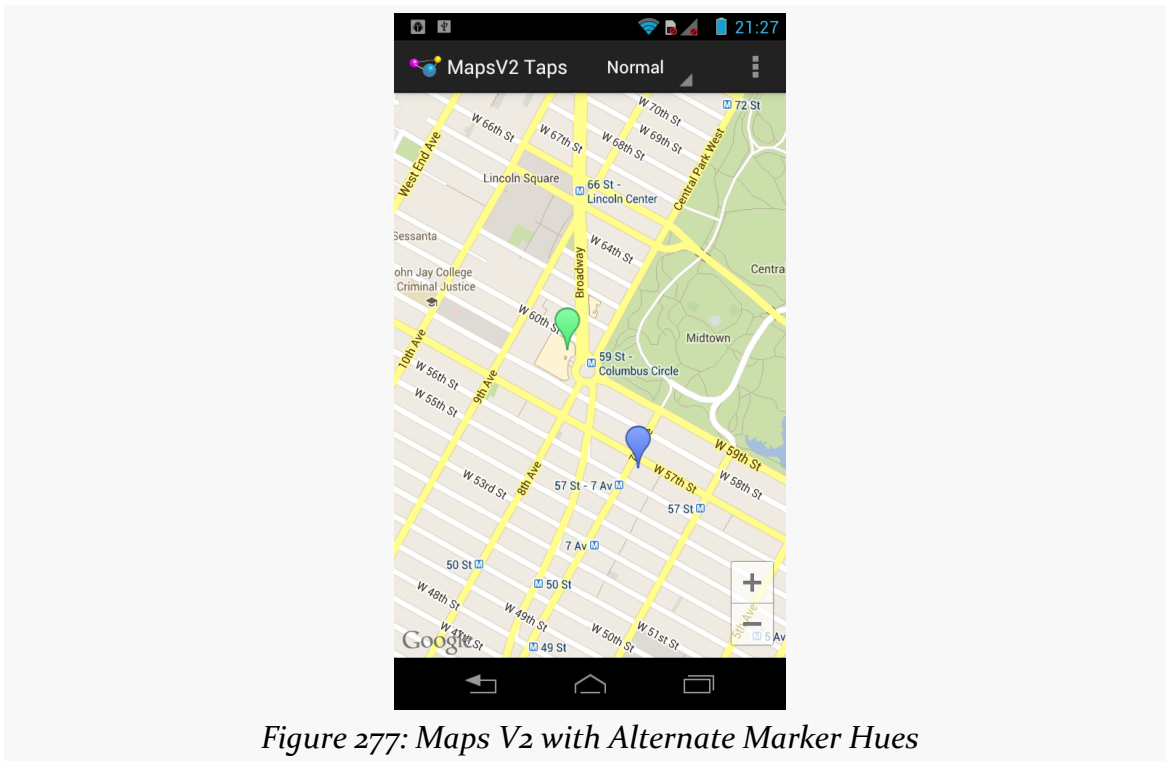 21:27
MapsV2 Taps
Normal
W 70th St
72 St
W 66th St
W 67th St
W 69th St
W 68th St
West End Ave
Central Park West
Lincoln Square
66 St -
Lincoln Center
Sessanta
W 64th St
Broadway
Centra
ohn Jay College
Criminal Justice
W 60th St
Midtown
10th Ave
59 St -
Columbus Circle
W 56th St
9th Ave
W 55th St
W 59th St
8th Ave
W 53rd St
W 57th St
W 58th St
57 St - 7 Av
57 St
7 Av
50 St
50 St
W 48th St
W 49th St
5th Ave
W 50th St
W 51st St
5 Av
Google
49 St
Figure 277: Maps V2 with Alternate Marker Hues